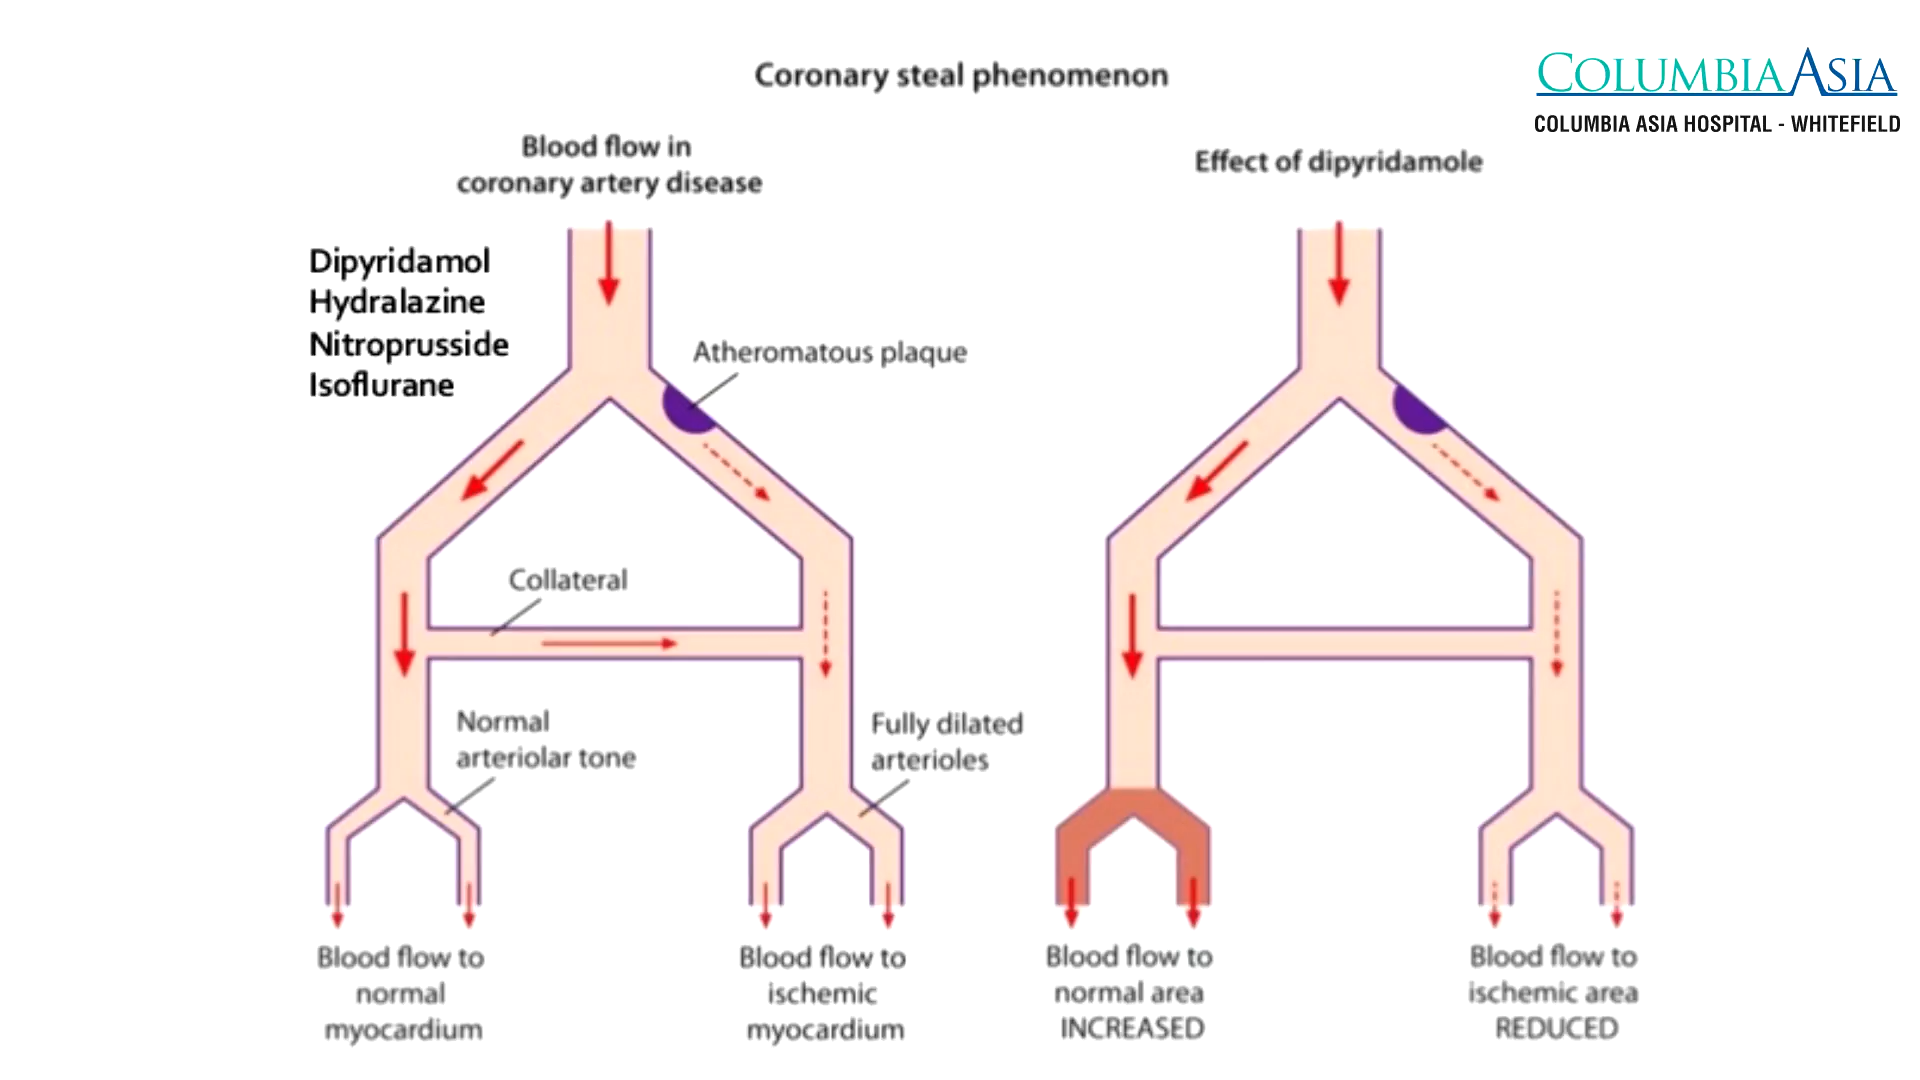 Coronary steal phenomenon
COLUMBIA ASIA
COLUMBIA ASIA HOSPITAL - WHITEFIELD
Blood flow in
coronary artery disease
Effect of dipyridamole
Dipyridamol
Hydralazine
Nitroprusside
Isoflurane
Atheromatous plaque
Collateral
Normal
arteriolar tone
Fully dilated
arterioles
Blood flow to
normal
myocardium
Blood flow to
ischemic
myocardium
Blood flow to
normal area
INCREASED
Blood flow to
ischemic area
REDUCED